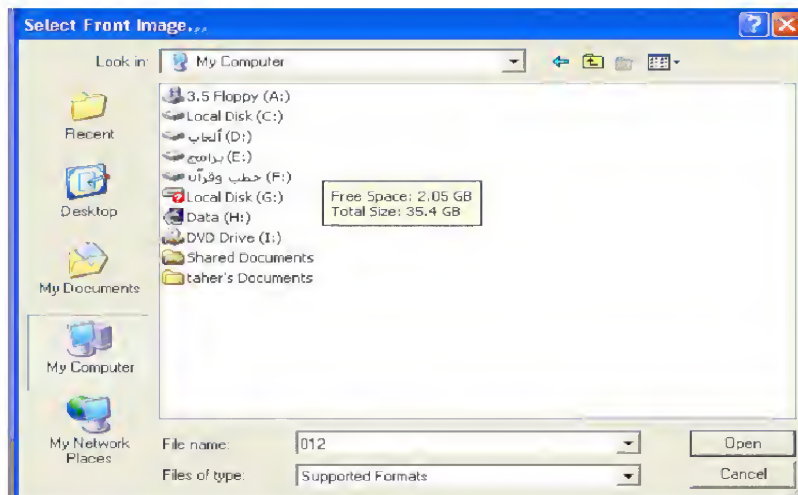 Select Front Image...
Look in: My Computer
3.5 Floppy (A:)
Local Disk (C:)
ألعاب (D:)
برامج (E:)
خطب وقرآن (F:)
Local Disk (G:)
Data (H:)
DVD Drive (I:)
Shared Documents
taher's Documents
Free Space: 2.05 GB
Total Size: 35.4 GB
Recent
Desktop
My Documents
My Computer
My Network
Places
File name: 012 Open
Files of type: Supported Formats Cancel